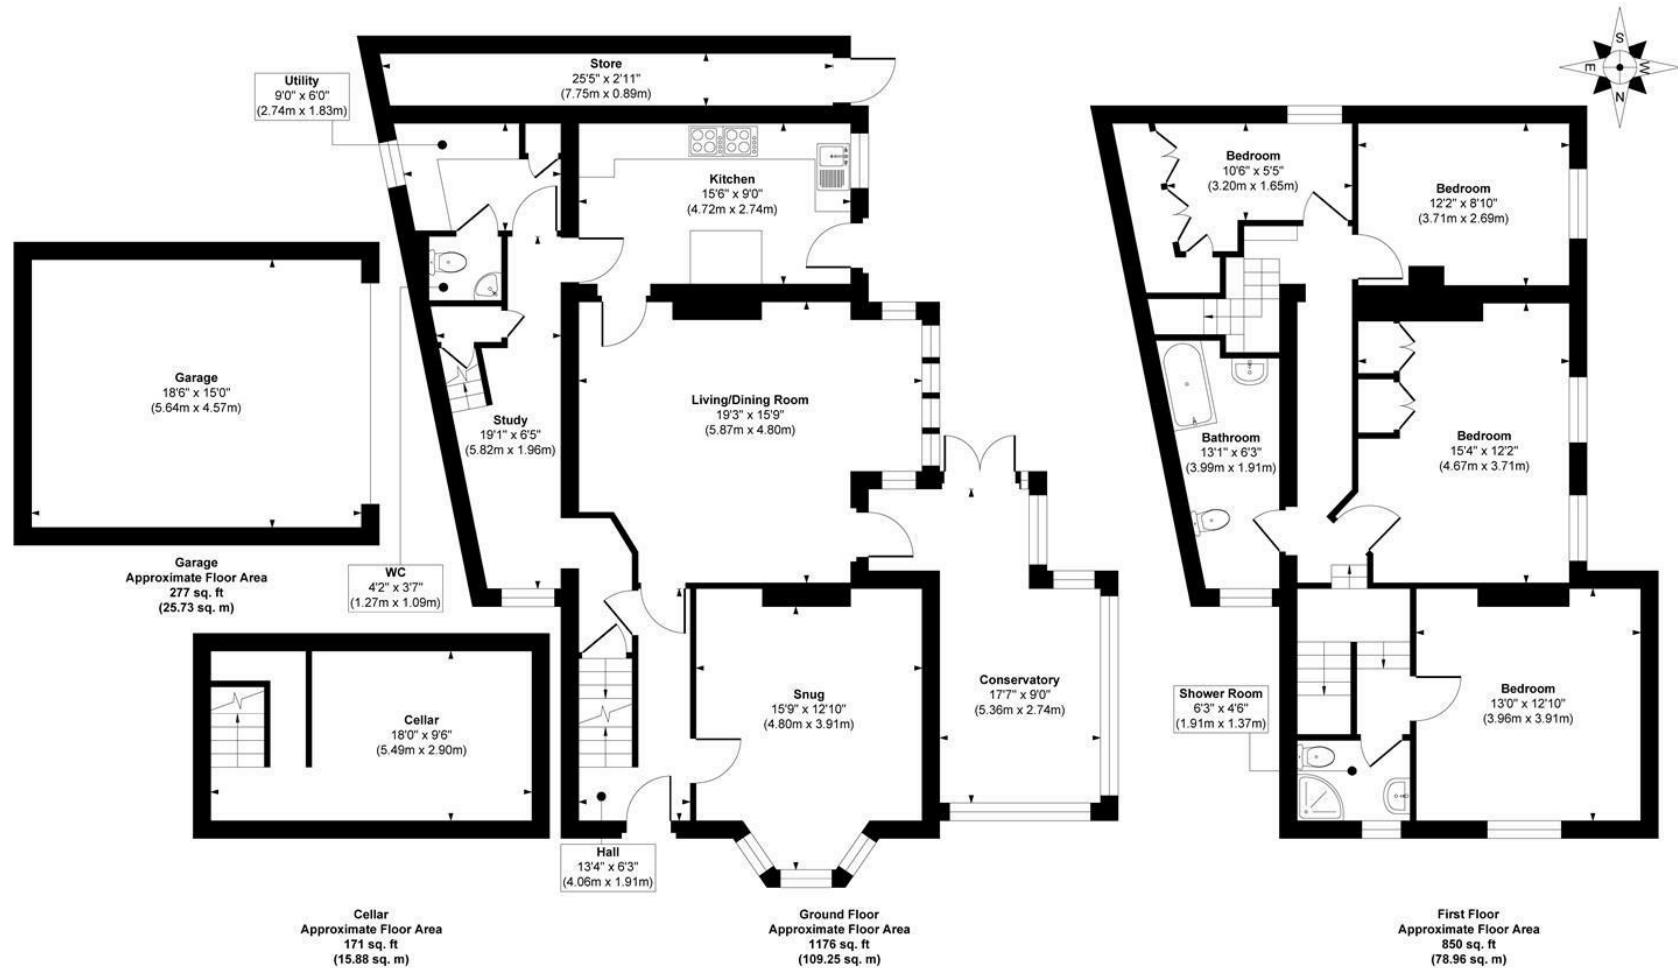 Store
25'5" x 2'11"
(7.75m x 0.89m)
Utility
9'0" x 6'0"
(2.74m x 1.83m)
Kitchen
15'6" x 9'0"
(4.72m x 2.74m)
Garage
18'6" x 15'0"
(5.64m x 4.57m)
Living/Dining Room
19'3" x 15'9"
(5.87m x 4.80m)
Study
19'1" x 6'5"
(5.82m x 1.96m)
Garage
Approximate Floor Area
277 sq. ft
(25.73 sq. m)
WC
4'2" x 3'7"
(1.27m x 1.09m)
Cellar
18'0" x 9'6"
(5.49m x 2.90m)
Snug
15'9" x 12'10"
(4.80m x 3.91m)
Conservatory
17'7" x 9'0"
(5.36m x 2.74m)
Hall
13'4" x 6'3"
(4.06m x 1.91m)
Cellar
Approximate Floor Area
171 sq. ft
(15.88 sq. m)
Ground Floor
Approximate Floor Area
1176 sq. ft
(109.25 sq. m)
S
E
W
N
Bedroom
10'6" x 5'5"
(3.20m x 1.65m)
Bedroom
12'2" x 8'10"
(3.71m x 2.69m)
Bathroom
13'1" x 6'3"
(3.99m x 1.91m)
Bedroom
15'4" x 12'2"
(4.67m x 3.71m)
Shower Room
6'3" x 4'6"
(1.91m x 1.37m)
Bedroom
13'0" x 12'10"
(3.96m x 3.91m)
First Floor
Approximate Floor Area
850 sq. ft
(78.96 sq. m)